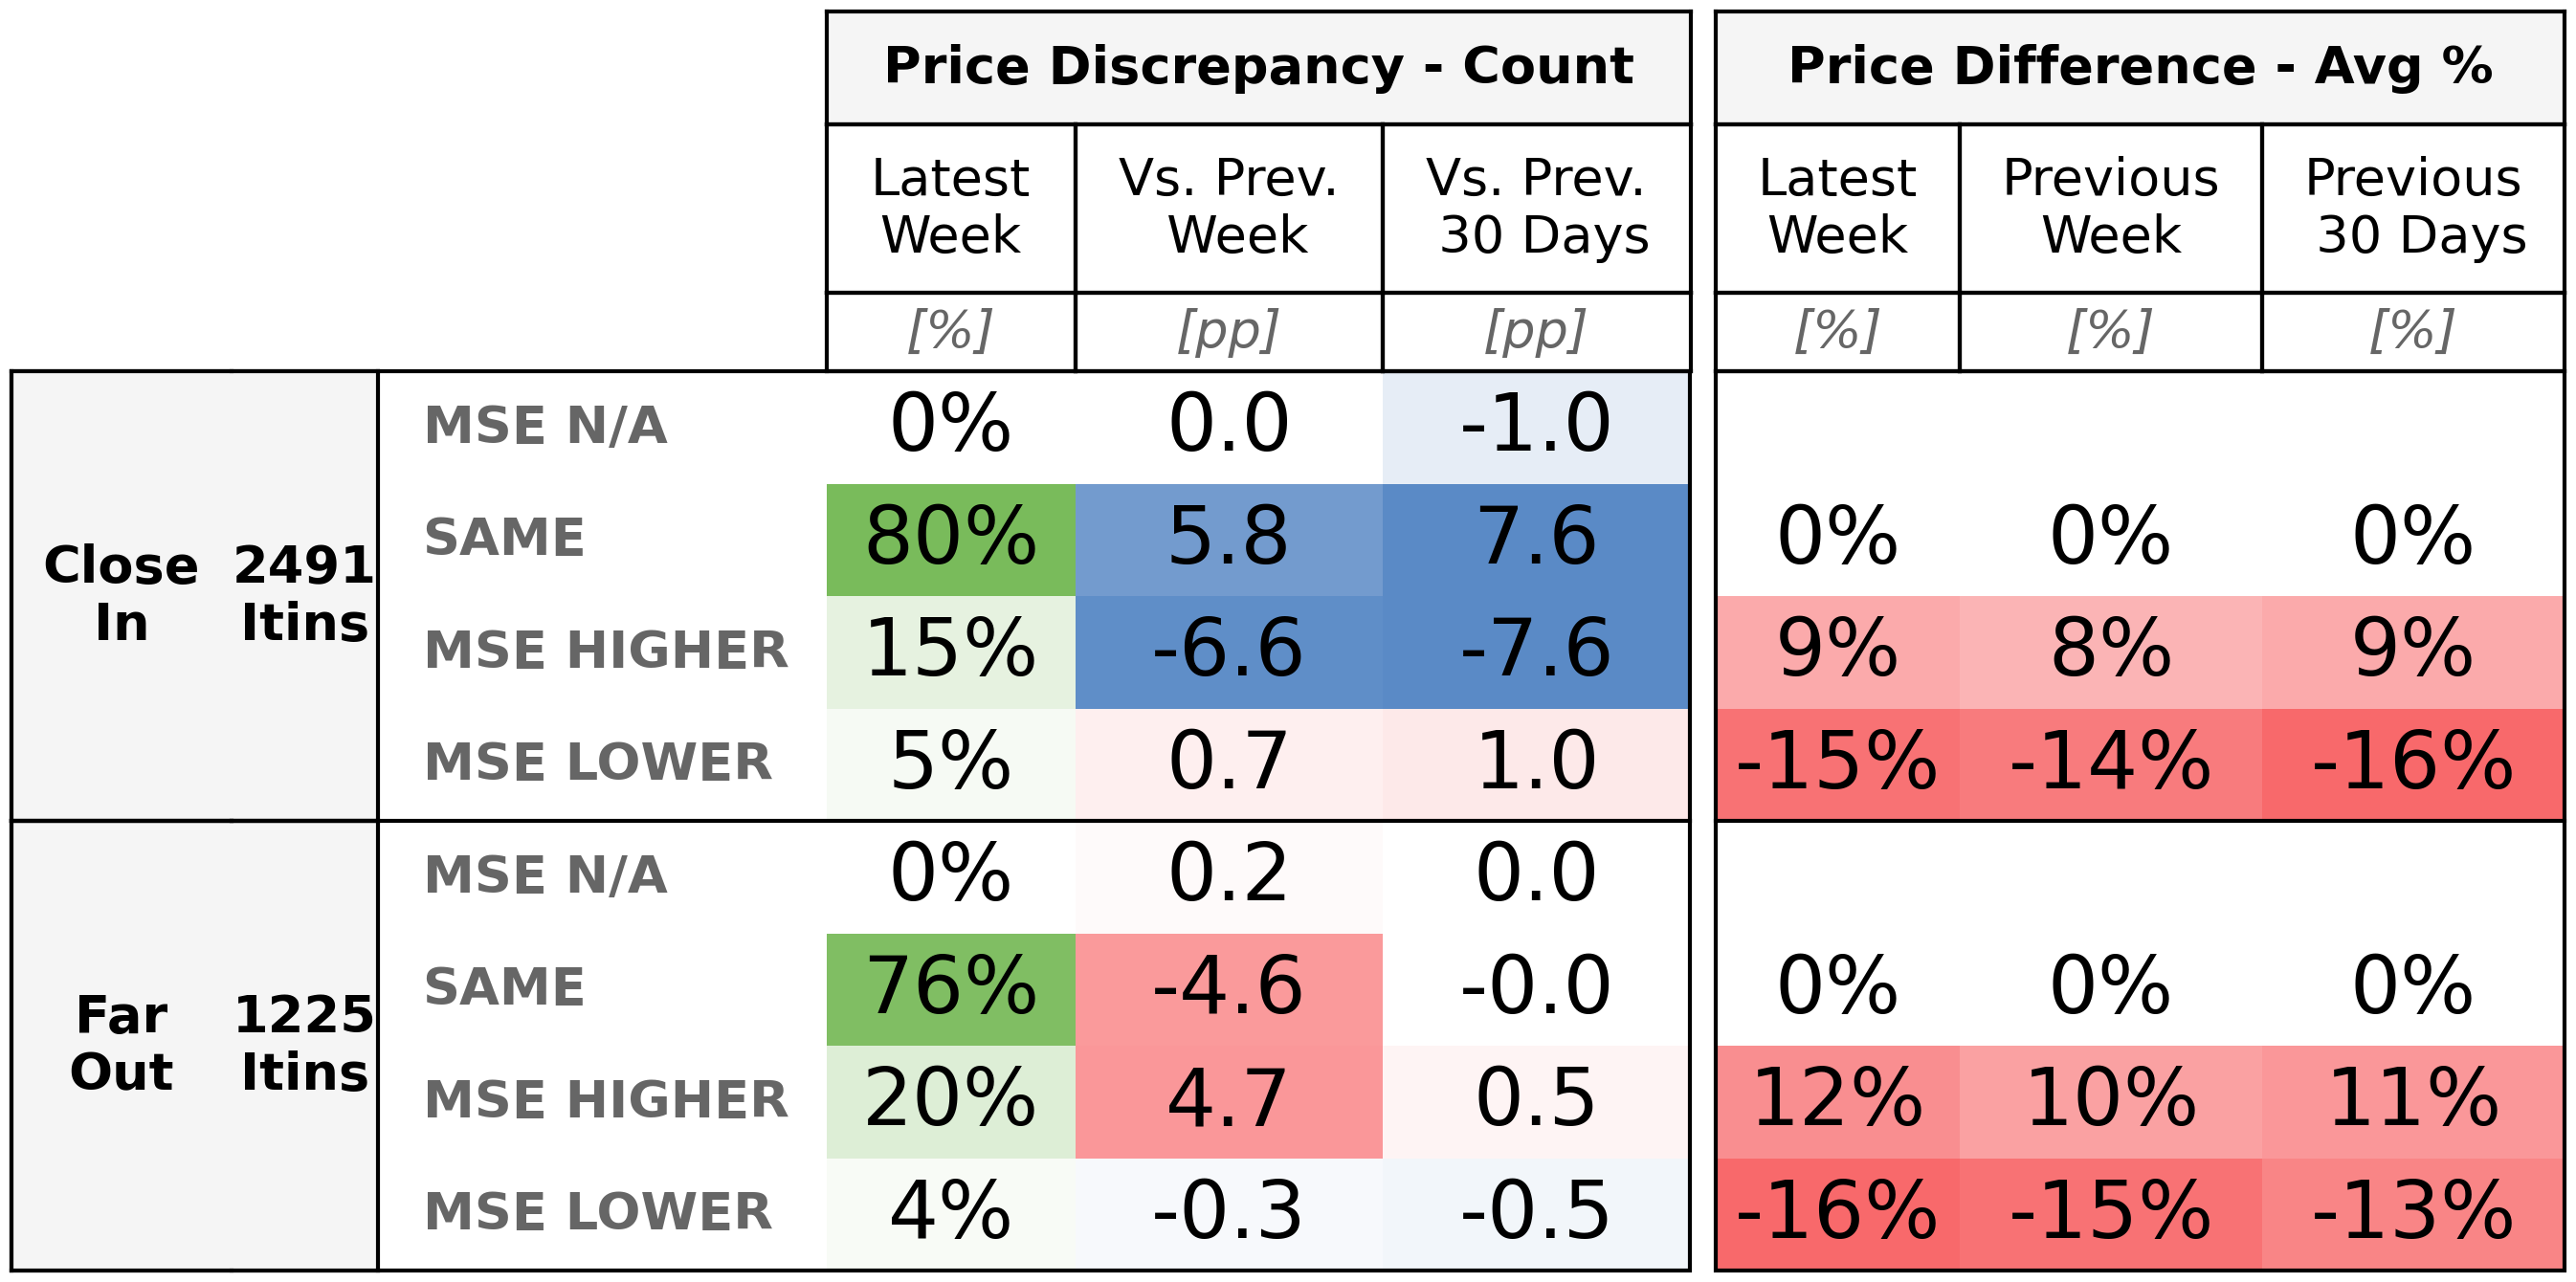 Price Discrepancy - Count Price Difference - Avg %
Latest Week Vs. Prev. Week Vs. Prev. 30 Days Latest Week Previous Week Previous 30 Days
[%] [pp] [pp] [%] [%] [%]
Close In 2491 Itins
MSE N/A 0% 0.0 -1.0
SAME 80% 5.8 7.6 0% 0% 0%
MSE HIGHER 15% -6.6 -7.6 9% 8% 9%
MSE LOWER 5% 0.7 1.0 -15% -14% -16%
Far Out 1225 Itins
MSE N/A 0% 0.2 0.0
SAME 76% -4.6 -0.0 0% 0% 0%
MSE HIGHER 20% 4.7 0.5 12% 10% 11%
MSE LOWER 4% -0.3 -0.5 -16% -15% -13%